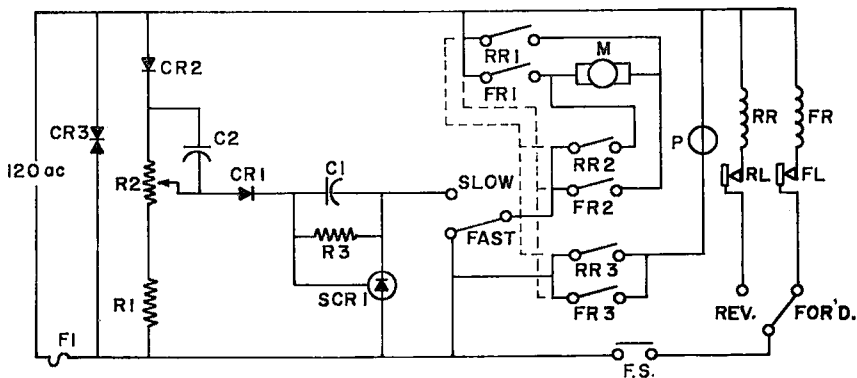 RR1
M
CR2
FR1
RR
FR
CR3
C2
RR2
P
120 ac
R2
CR1
C1
SLOW
RL
FL
FR2
FAST
R3
RR3
R1
SCR1
FR3
REV.
FOR'D.
F1
F.S.